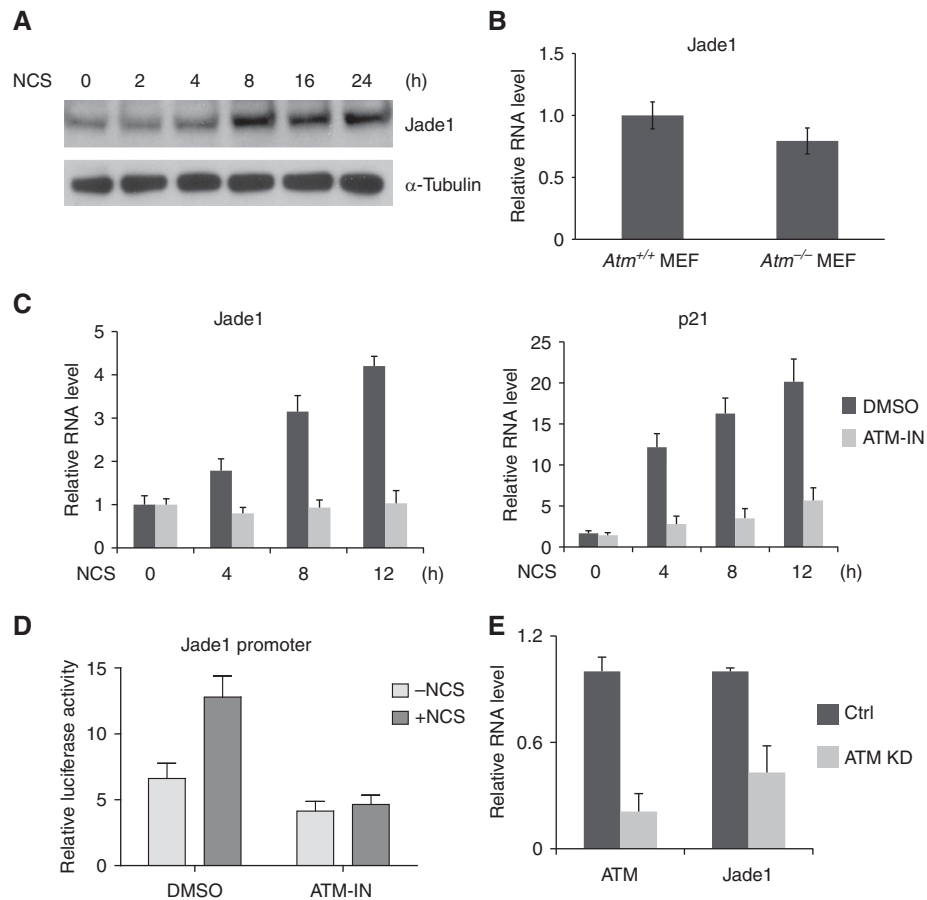 A
NCS 0 2 4 8 16 24 (h)
Jade1
α-Tubulin
B
Jade1
Relative RNA level
1.5
1.0
0.5
0
Atm+/+ MEF
Atm–/– MEF
C
Jade1
Relative RNA level
5
4
3
2
1
0
NCS 0 4 8 12 (h)
p21
Relative RNA level
25
20
15
10
5
0
NCS 0 4 8 12 (h)
DMSO
ATM-IN
D
Jade1 promoter
Relative luciferase activity
15
10
5
0
DMSO
ATM-IN
–NCS
+NCS
E
Relative RNA level
1.2
0.6
0
ATM
Jade1
Ctrl
ATM KD